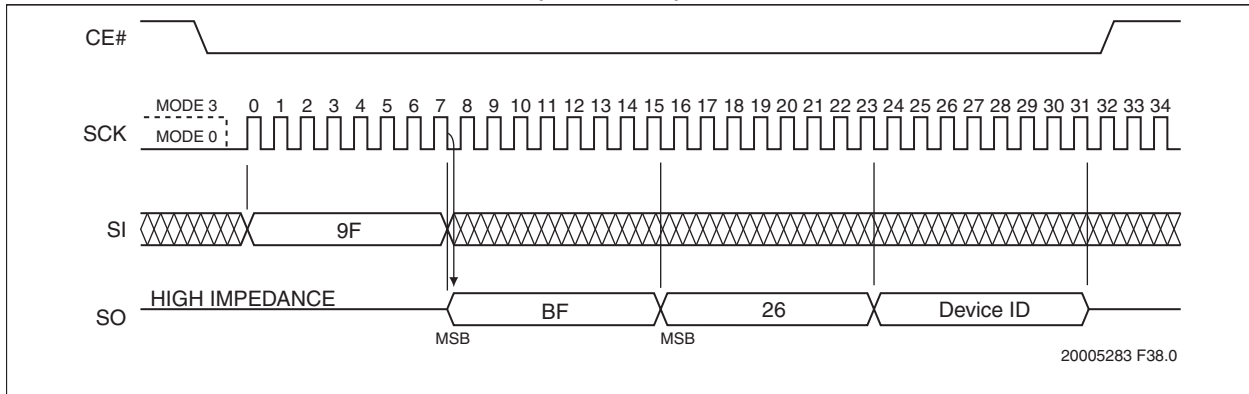 CE#
MODE 3
0 1 2 3 4 5 6 7 8 9 10 11 12 13 14 15 16 17 18 19 20 21 22 23 24 25 26 27 28 29 30 31 32 33 34
SCK
MODE 0
SI
9F
HIGH IMPEDANCE
SO
BF
26
Device ID
MSB
MSB
20005283 F38.0